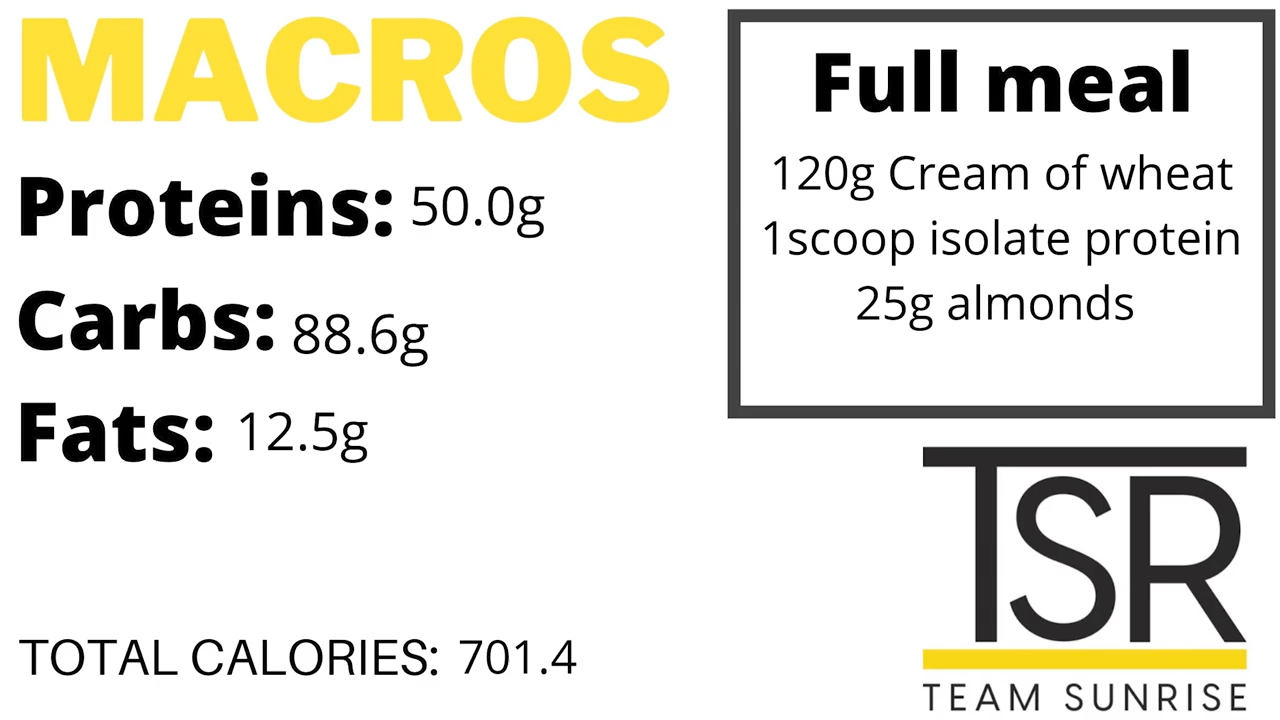 MACROS
Proteins: 50.0g
Carbs: 88.6g
Fats: 12.5g
TOTAL CALORIES: 701.4
Full meal
120g Cream of wheat
1scoop isolate protein
25g almonds
TSR
TEAM SUNRISE